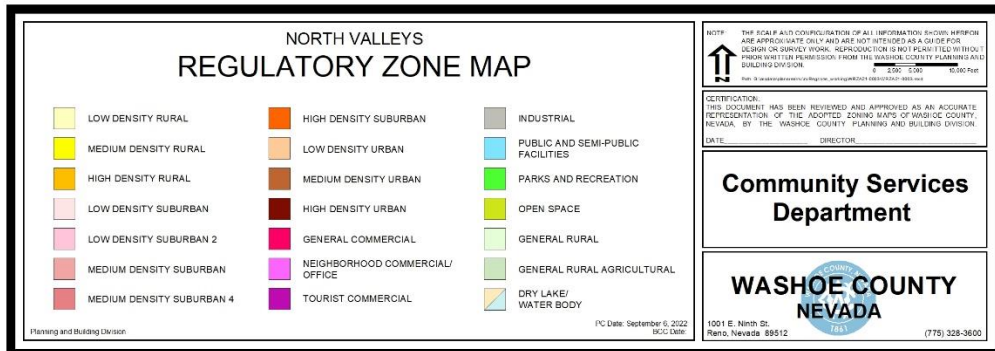 NORTH VALLEYS
REGULATORY ZONE MAP
LOW DENSITY RURAL
MEDIUM DENSITY RURAL
HIGH DENSITY RURAL
LOW DENSITY SUBURBAN
LOW DENSITY SUBURBAN 2
MEDIUM DENSITY SUBURBAN
MEDIUM DENSITY SUBURBAN 4
HIGH DENSITY SUBURBAN
LOW DENSITY URBAN
MEDIUM DENSITY URBAN
HIGH DENSITY URBAN
GENERAL COMMERCIAL
NEIGHBORHOOD COMMERCIAL/
OFFICE
TOURIST COMMERCIAL
INDUSTRIAL
PUBLIC AND SEMI-PUBLIC
FACILITIES
PARKS AND RECREATION
OPEN SPACE
GENERAL RURAL
GENERAL RURAL AGRICULTURAL
DRY LAKE/
WATER BODY
Planning and Building Division
PC Date: September 6, 2022
BCC Date:
NOTE: THE SCALE AND CONFIGURATION OF ALL INFORMATION SHOWN HEREON
ARE APPROXIMATE ONLY AND ARE NOT INTENDED AS A GUIDE FOR
DESIGN OR SURVEY WORK. REPRODUCTION IS NOT PERMITTED WITHOUT
PRIOR WRITTEN PERMISSION FROM THE WASHOE COUNTY PLANNING AND
BUILDING DIVISION.
0 2,500 5,000 10,000 Feet
CERTIFICATION:
THIS DOCUMENT HAS BEEN REVIEWED AND APPROVED AS AN ACCURATE
REPRESENTATION OF THE ADOPTED ZONING MAPS OF WASHOE COUNTY,
NEVADA, BY THE WASHOE COUNTY PLANNING AND BUILDING DIVISION.
DATE DIRECTOR
Community Services
Department
WASHOE COUNTY
NEVADA
1861
1001 E. Ninth St.
Reno, Nevada 89512
(775) 328-3600